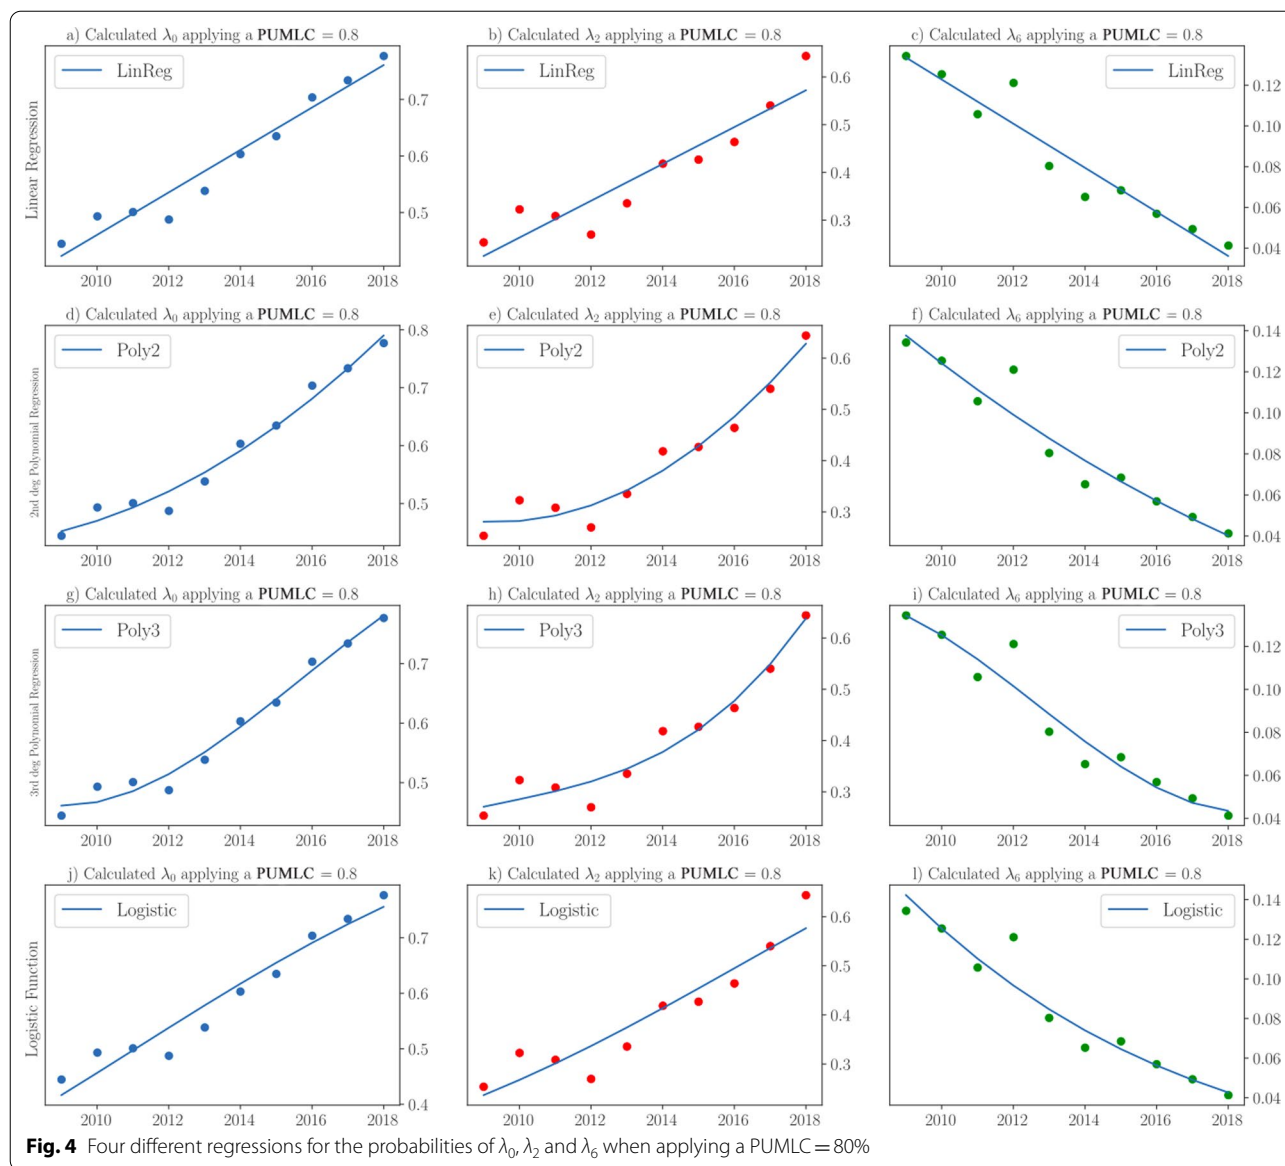 a) Calculated λ₀ applying a PUMLC = 0.8
LinReg
Linear Regression
0.7
0.6
0.5
2010 2012 2014 2016 2018
b) Calculated λ₂ applying a PUMLC = 0.8
LinReg
0.6
0.5
0.4
0.3
2010 2012 2014 2016 2018
c) Calculated λ₆ applying a PUMLC = 0.8
LinReg
0.12
0.10
0.08
0.06
0.04
2010 2012 2014 2016 2018
d) Calculated λ₀ applying a PUMLC = 0.8
Poly2
2nd deg Polynomial Regression
0.8
0.7
0.6
0.5
2010 2012 2014 2016 2018
e) Calculated λ₂ applying a PUMLC = 0.8
Poly2
0.6
0.5
0.4
0.3
2010 2012 2014 2016 2018
f) Calculated λ₆ applying a PUMLC = 0.8
Poly2
0.14
0.12
0.10
0.08
0.06
0.04
2010 2012 2014 2016 2018
g) Calculated λ₀ applying a PUMLC = 0.8
Poly3
3rd deg Polynomial Regression
0.7
0.6
0.5
2010 2012 2014 2016 2018
h) Calculated λ₂ applying a PUMLC = 0.8
Poly3
0.6
0.5
0.4
0.3
2010 2012 2014 2016 2018
i) Calculated λ₆ applying a PUMLC = 0.8
Poly3
0.12
0.10
0.08
0.06
0.04
2010 2012 2014 2016 2018
j) Calculated λ₀ applying a PUMLC = 0.8
Logistic
Logistic Function
0.7
0.6
0.5
0.4
2010 2012 2014 2016 2018
k) Calculated λ₂ applying a PUMLC = 0.8
Logistic
0.6
0.5
0.4
0.3
2010 2012 2014 2016 2018
l) Calculated λ₆ applying a PUMLC = 0.8
Logistic
0.14
0.12
0.10
0.08
0.06
0.04
2010 2012 2014 2016 2018
Fig. 4 Four different regressions for the probabilities of λ₀, λ₂ and λ₆ when applying a PUMLC = 80%